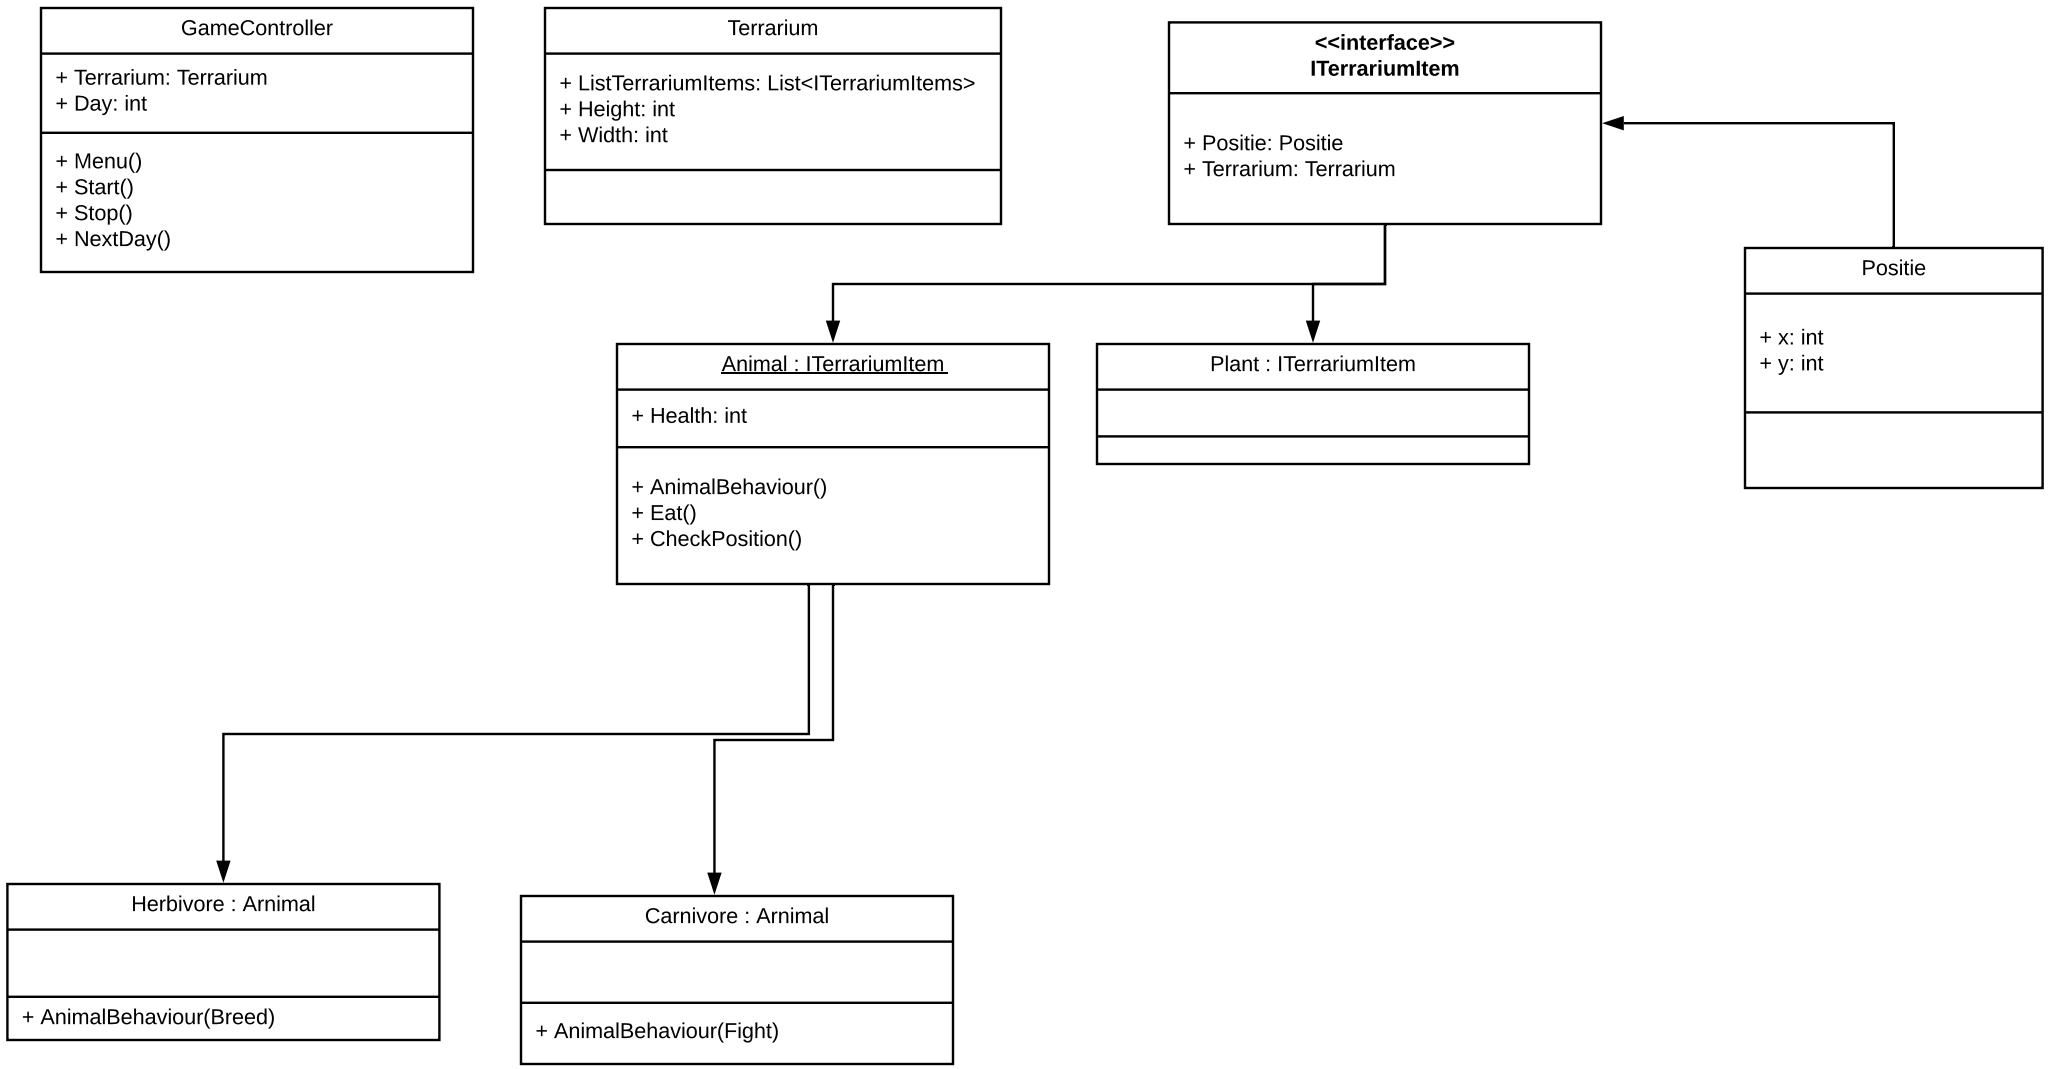 GameController
+ Terrarium: Terrarium
+ Day: int
+ Menu()
+ Start()
+ Stop()
+ NextDay()
Terrarium
+ ListTerrariumItems: List<ITerrariumItems>
+ Height: int
+ Width: int
<<interface>>
ITerrariumItem
+ Positie: Positie
+ Terrarium: Terrarium
Positie
+ x: int
+ y: int
Animal : ITerrariumItem
+ Health: int
+ AnimalBehaviour()
+ Eat()
+ CheckPosition()
Plant : ITerrariumItem
Herbivore : Arnimal
+ AnimalBehaviour(Breed)
Carnivore : Arnimal
+ AnimalBehaviour(Fight)